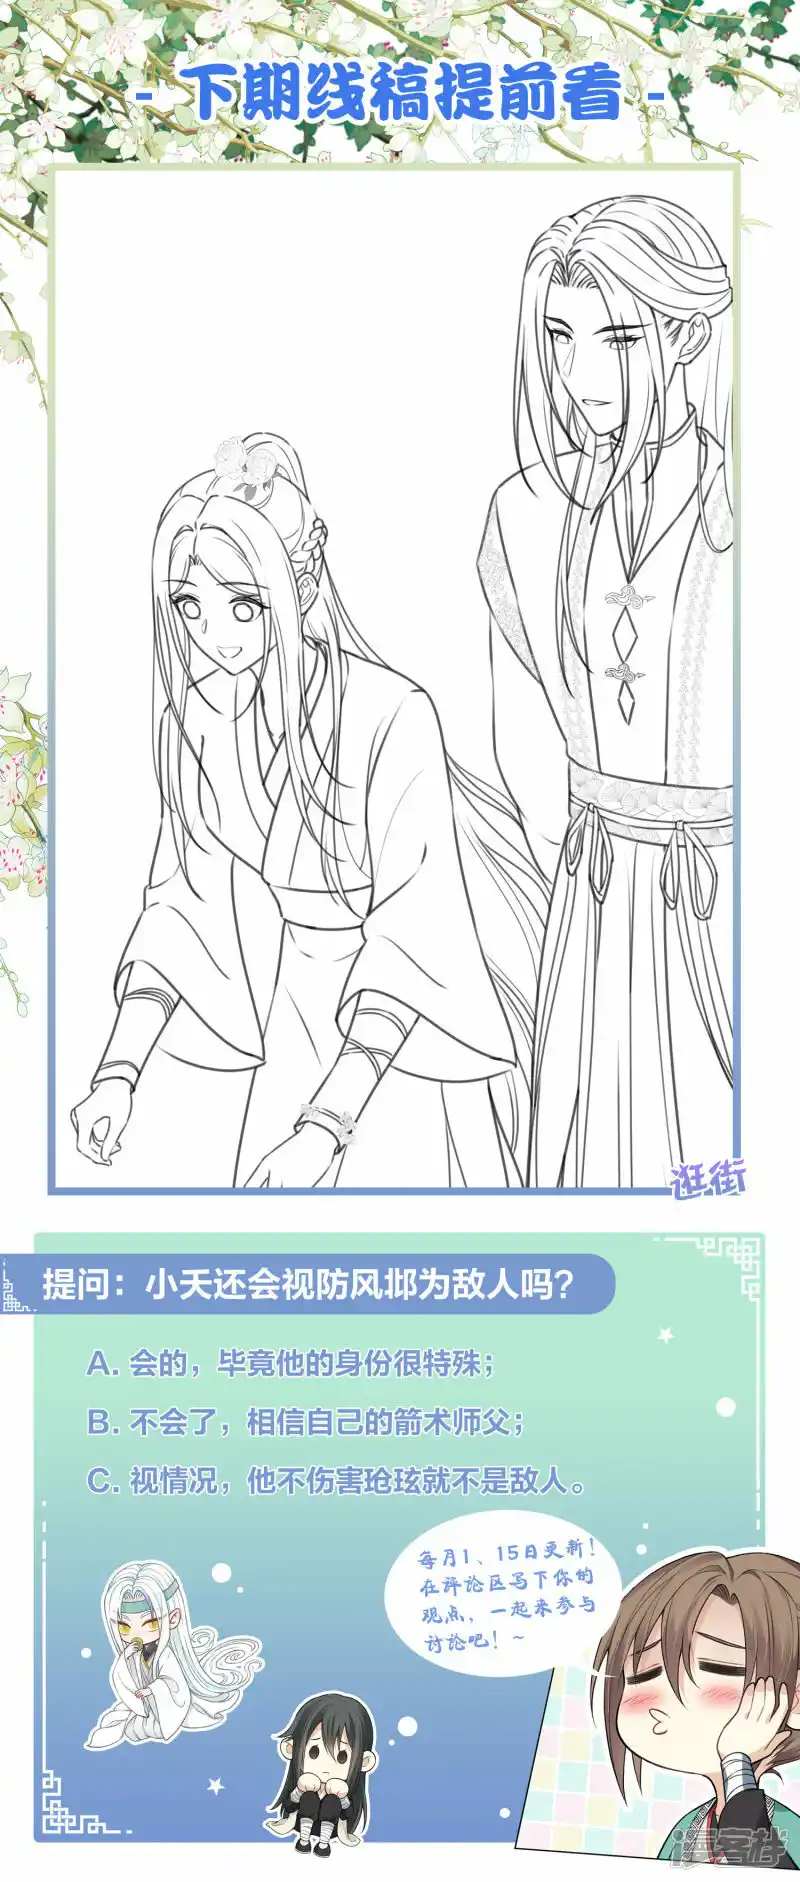 - 下期线稿提前看 -
逛街
提问：小夭还会视防风邶为敌人吗？
A. 会的，毕竟他的身份很特殊；
B. 不会了，相信自己的箭术师父；
C. 视情况，他不伤害玱玹就不是敌人。
每月1、15日更新！
在评论区写下你的
观点，一起来参与
讨论吧！~
漫客栈